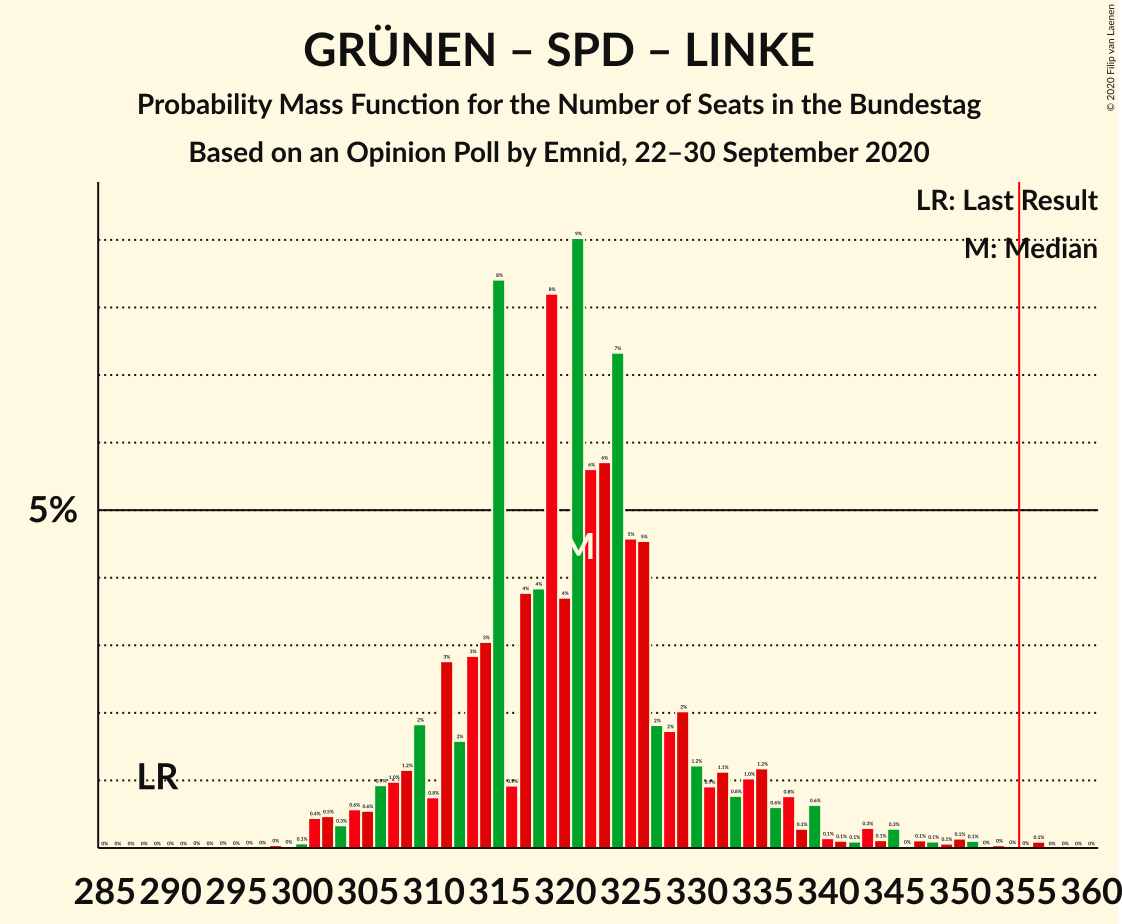 GRÜNEN – SPD – LINKE
Probability Mass Function for the Number of Seats in the Bundestag
Based on an Opinion Poll by Emnid, 22–30 September 2020
© 2020 Filip van Laenen
LR: Last Result
M: Median
5%
M
LR
285 290 295 300 305 310 315 320 325 330 335 340 345 350 355 360